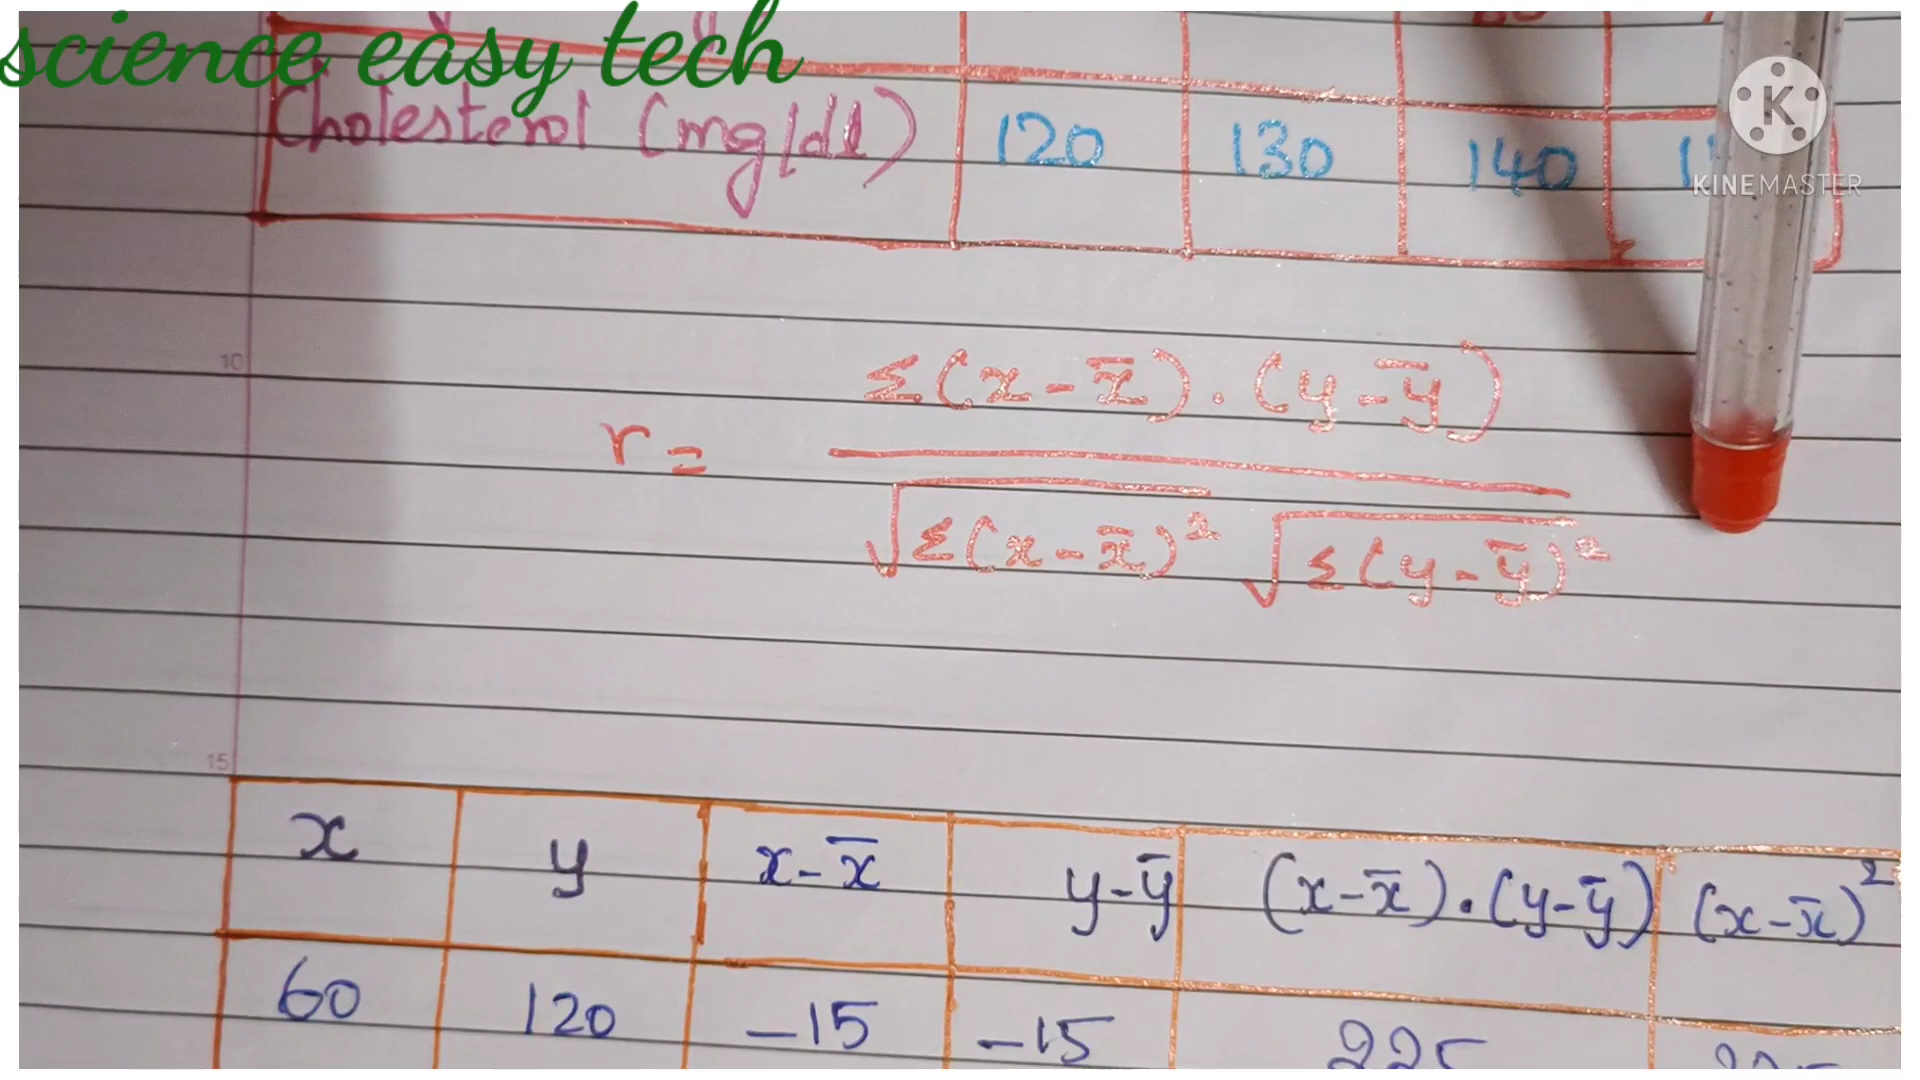 science easy tech
Cholesterol (mg/dl) 120 130 140
KINEMASTER
10
r = Σ(x-x̄).(y-ȳ)
√Σ(x-x̄)² √Σ(y-ȳ)²
15
x y x-x̄ y-ȳ (x-x̄).(y-ȳ) (x-x̄)²
60 120 -15 -15 225